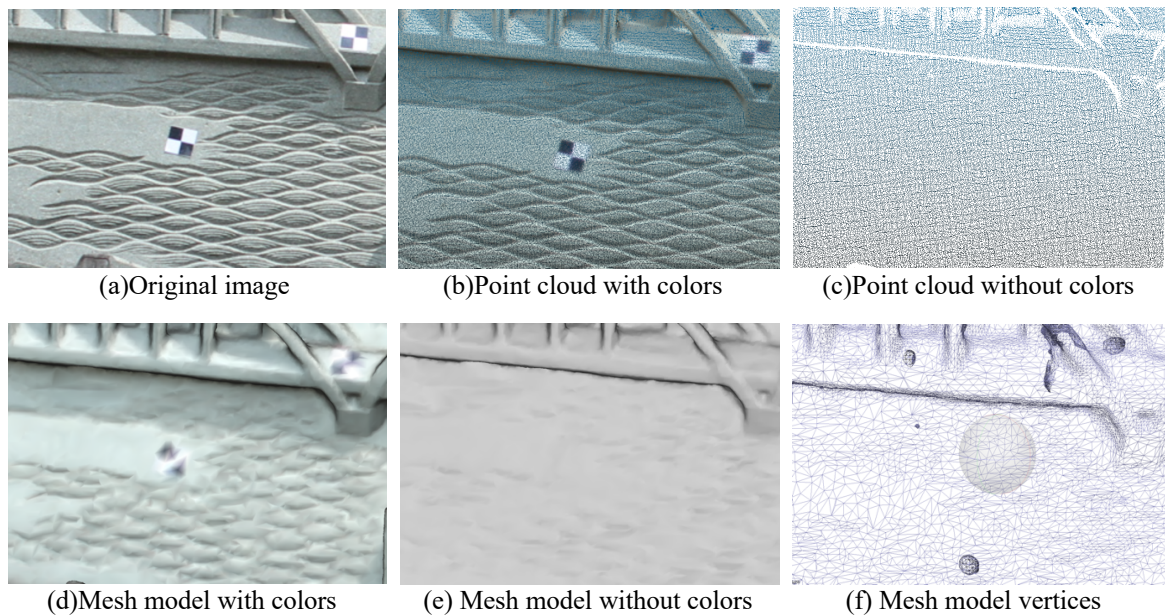 (a)Original image
(b)Point cloud with colors
(c)Point cloud without colors
(d)Mesh model with colors
(e) Mesh model without colors
(f) Mesh model vertices